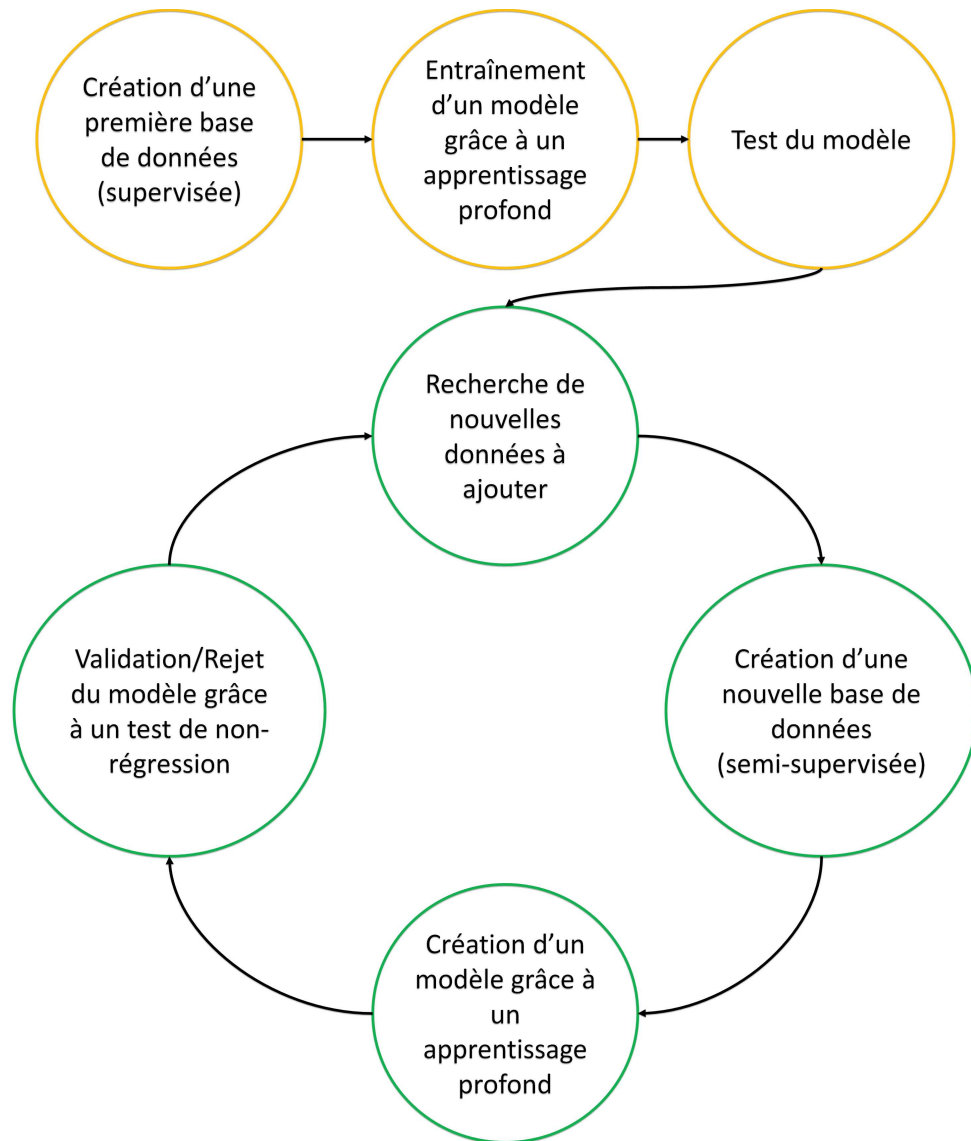 Création d’une
première base
de données
(supervisée)
Entraînement
d’un modèle
grâce à un
apprentissage
profond
Test du modèle
Recherche de
nouvelles
données à
ajouter
Validation/Rejet
du modèle grâce
à un test de non-
régression
Création d’une
nouvelle base de
données
(semi-supervisée)
Création d’un
modèle grâce à
un
apprentissage
profond